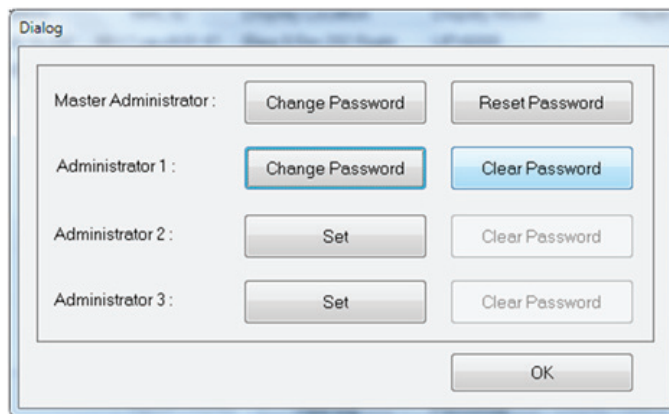 Dialog
Master Administrator : Change Password Reset Password
Administrator 1 : Change Password Clear Password
Administrator 2 : Set Clear Password
Administrator 3 : Set Clear Password
OK